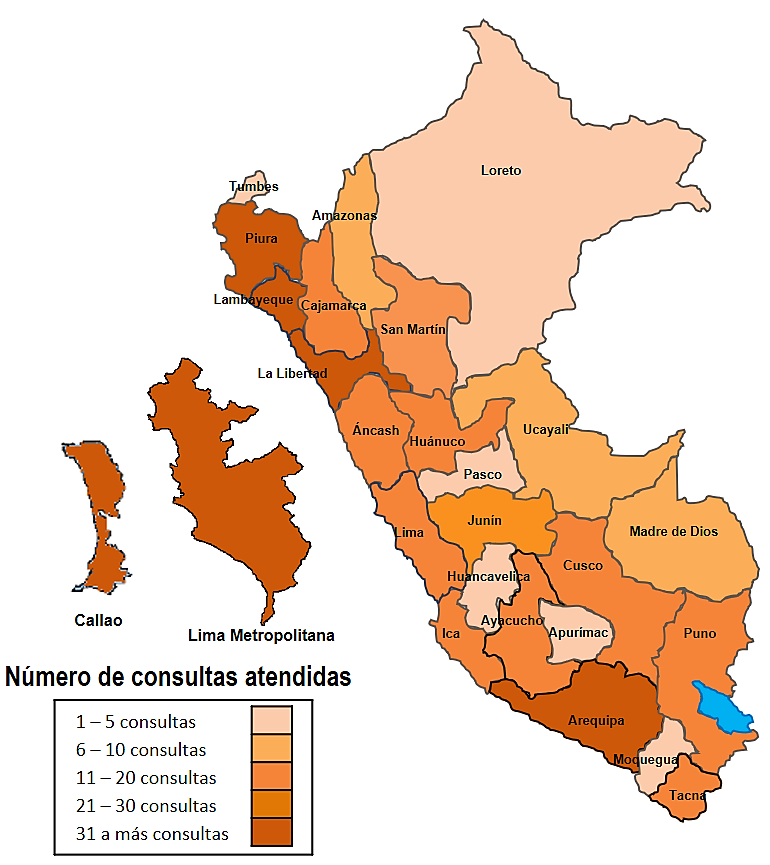 Loreto
Tumbes
Amazonas
Piura
Lambayeque
Cajamarca
San Martín
La Libertad
Áncash
Huánuco
Ucayali
Pasco
Junín
Lima
Madre de Dios
Cusco
Huancavelica
Ayacucho
Apurímac
Ica
Puno
Callao
Lima Metropolitana
Arequipa
Moquegua
Tacna
Número de consultas atendidas
1 – 5 consultas
6 – 10 consultas
11 – 20 consultas
21 – 30 consultas
31 a más consultas